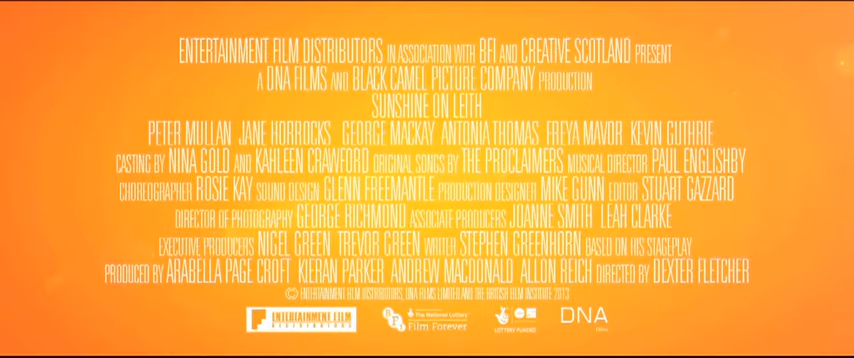 ENTERTAINMENT FILM DISTRIBUTORS IN ASSOCIATION WITH BFI AND CREATIVE SCOTLAND PRESENT
A DNA FILMS AND BLACK CAMEL PICTURE COMPANY PRODUCTION
SUNSHINE ON LEITH
PETER MULLAN JANE HORROCKS GEORGE MACKAY ANTONIA THOMAS FREYA MAVOR KEVIN GUTHRIE
CASTING BY NINA GOLD AND KAHLEEN CRAWFORD ORIGINAL SONGS BY THE PROCLAIMERS MUSICAL DIRECTOR PAUL ENGLISHBY
CHOREOGRAPHER ROSIE KAY SOUND DESIGN GLENN FREEMANTLE PRODUCTION DESIGNER MIKE GUNN EDITOR STUART GAZZARD
DIRECTOR OF PHOTOGRAPHY GEORGE RICHMOND ASSOCIATE PRODUCERS JOANNE SMITH LEAH CLARKE
EXECUTIVE PRODUCERS NIGEL GREEN TREVOR GREEN WRITER STEPHEN GREENHORN BASED ON HIS STAGEPLAY
PRODUCED BY ARABELLA PAGE CROFT KIERAN PARKER ANDREW MACDONALD ALLON REICH DIRECTED BY DEXTER FLETCHER
© ENTERTAINMENT FILM DISTRIBUTORS, DNA FILMS LIMITED AND THE BRITISH FILM INSTITUTE 2013
ENTERTAINMENT FILM DISTRIBUTORS BFI The National Lottery Film Forever LOTTERY FUNDED DNA Films